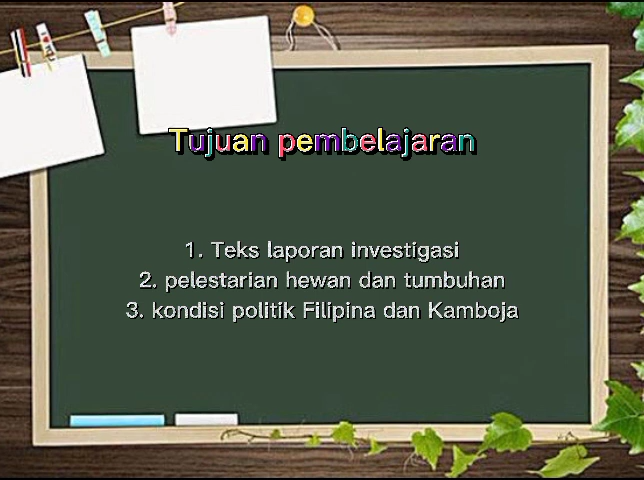 Tujuan pembelajaran
1. Teks laporan investigasi
2. pelestarian hewan dan tumbuhan
3. kondisi politik Filipina dan Kamboja